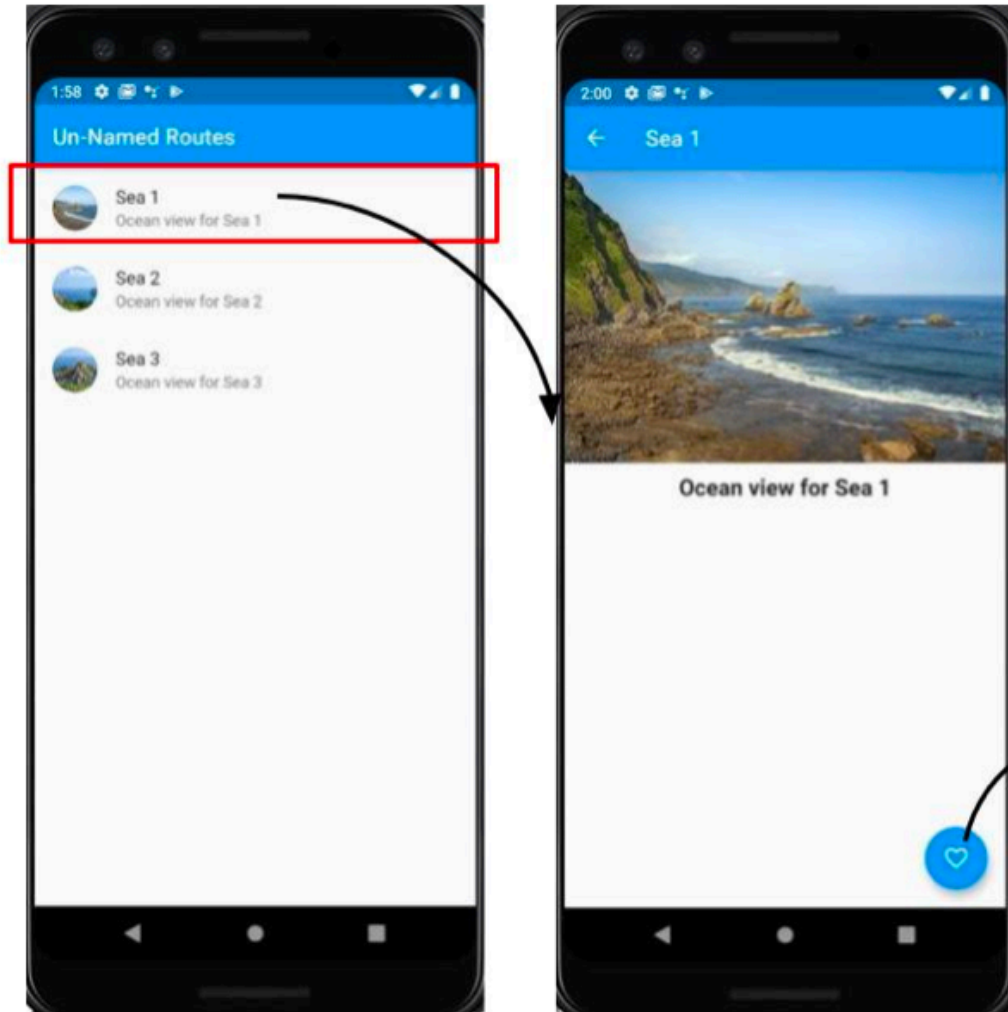 1:58
Un-Named Routes
Sea 1
Ocean view for Sea 1
Sea 2
Ocean view for Sea 2
Sea 3
Ocean view for Sea 3
2:00
Sea 1
Ocean view for Sea 1